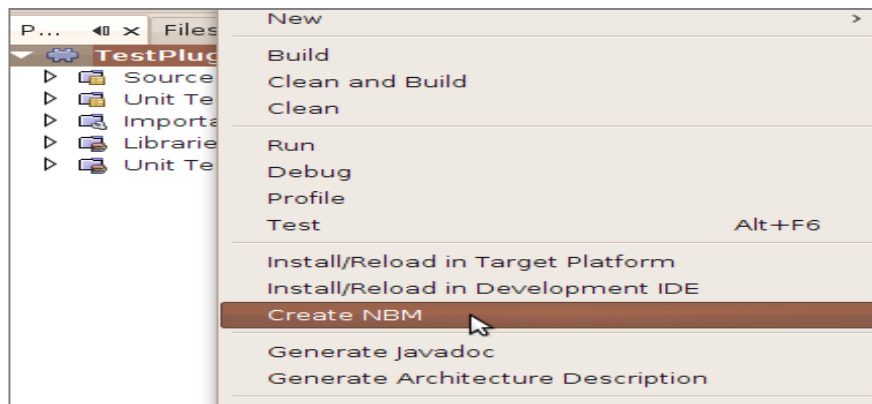 P...
Files
TestPlug
Source
Unit Te
Importa
Librarie
Unit Te
New
Build
Clean and Build
Clean
Run
Debug
Profile
Test Alt+F6
Install/Reload in Target Platform
Install/Reload in Development IDE
Create NBM
Generate Javadoc
Generate Architecture Description